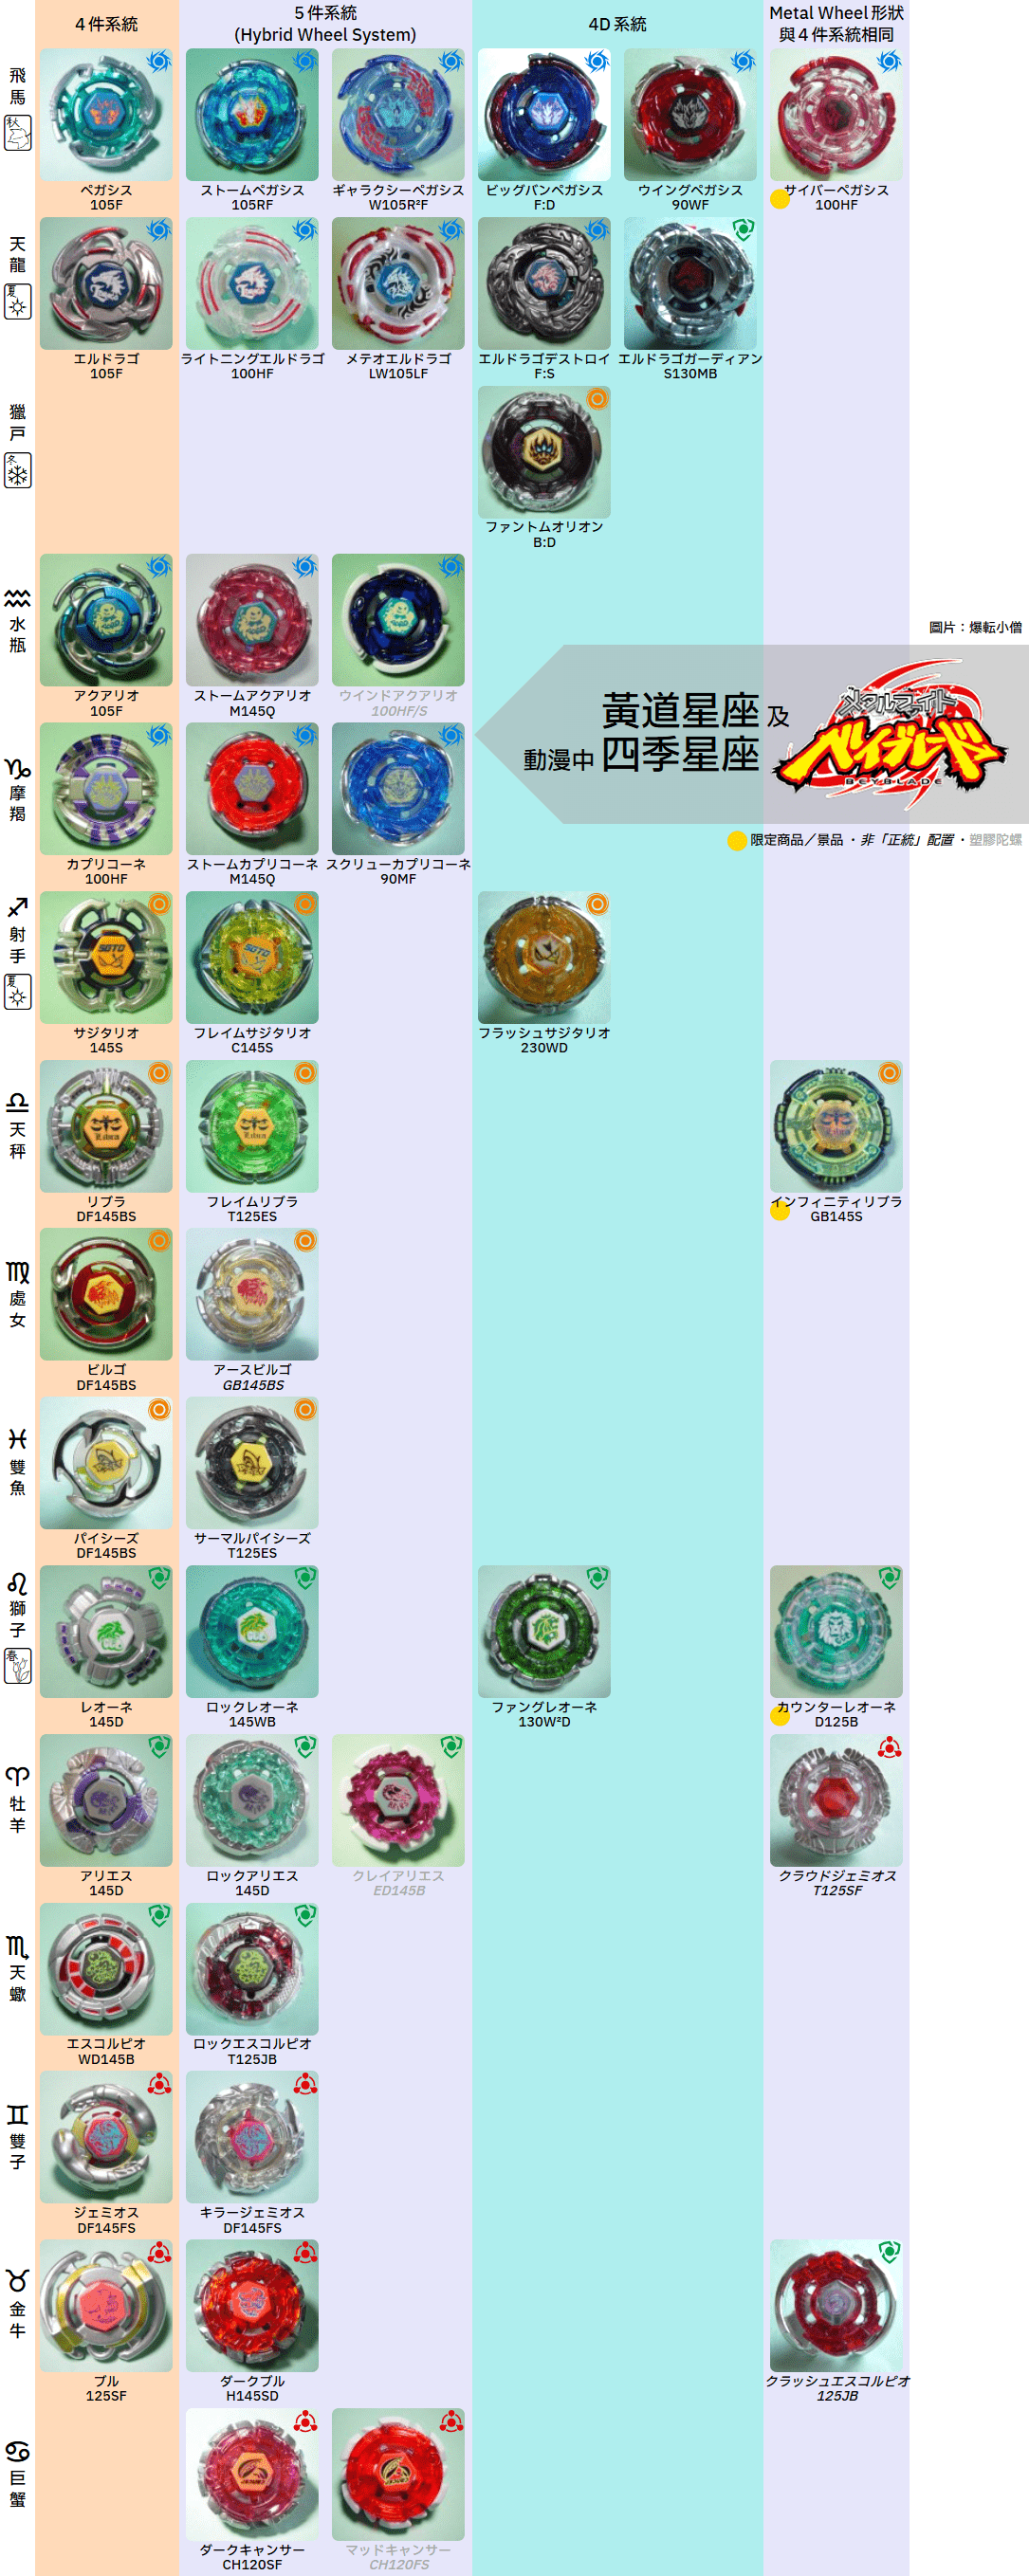 4件系統
5件系統
(Hybrid Wheel System)
4D系統
Metal Wheel形狀
與4件系統相同
飛馬
秋
ペガシス
105F
ストームペガシス
105RF
ギャラクシーペガシス
W105R²F
ビッグバンペガシス
F:D
ウイングペガシス
90WF
サイバーペガシス
100HF
天龍
夏
エルドラゴ
105F
ライトニングエルドラゴ
100HF
メテオエルドラゴ
LW105LF
エルドラゴデストロイ
F:S
エルドラゴガーディアン
S130MB
獵戸
冬
ファントムオリオン
B:D
♒
水瓶
アクアリオ
105F
ストームアクアリオ
M145Q
ウインドアクアリオ
100HF/S
圖片：爆転小僧
黃道星座及
動漫中四季星座
メタルファイト
ベイブレード
BEYBLADE
限定商品／景品・非「正統」配置・塑膠陀螺
♑
摩羯
カプリコーネ
100HF
ストームカプリコーネ
M145Q
スクリューカプリコーネ
90MF
♐
射手
夏
サジタリオ
145S
フレイムサジタリオ
C145S
フラッシュサジタリオ
230WD
♎
天秤
リブラ
DF145BS
フレイムリブラ
T125ES
インフィニティリブラ
GB145S
♍
處女
ビルゴ
DF145BS
アースビルゴ
GB145BS
♓
雙魚
パイシーズ
DF145BS
サーマルパイシーズ
T125ES
♌
獅子
春
レオーネ
145D
ロックレオーネ
145WB
ファングレオーネ
130W²D
カウンターレオーネ
D125B
♈
牡羊
アリエス
145D
ロックアリエス
145D
クレイアリエス
ED145B
クラウドジェミオス
T125SF
♏
天蠍
エスコルピオ
WD145B
ロックエスコルピオ
T125JB
♊
雙子
ジェミオス
DF145FS
キラージェミオス
DF145FS
♉
金牛
ブル
125SF
ダークブル
H145SD
クラッシュエスコルピオ
125JB
♋
巨蟹
ダークキャンサー
CH120SF
マッドキャンサー
CH120FS